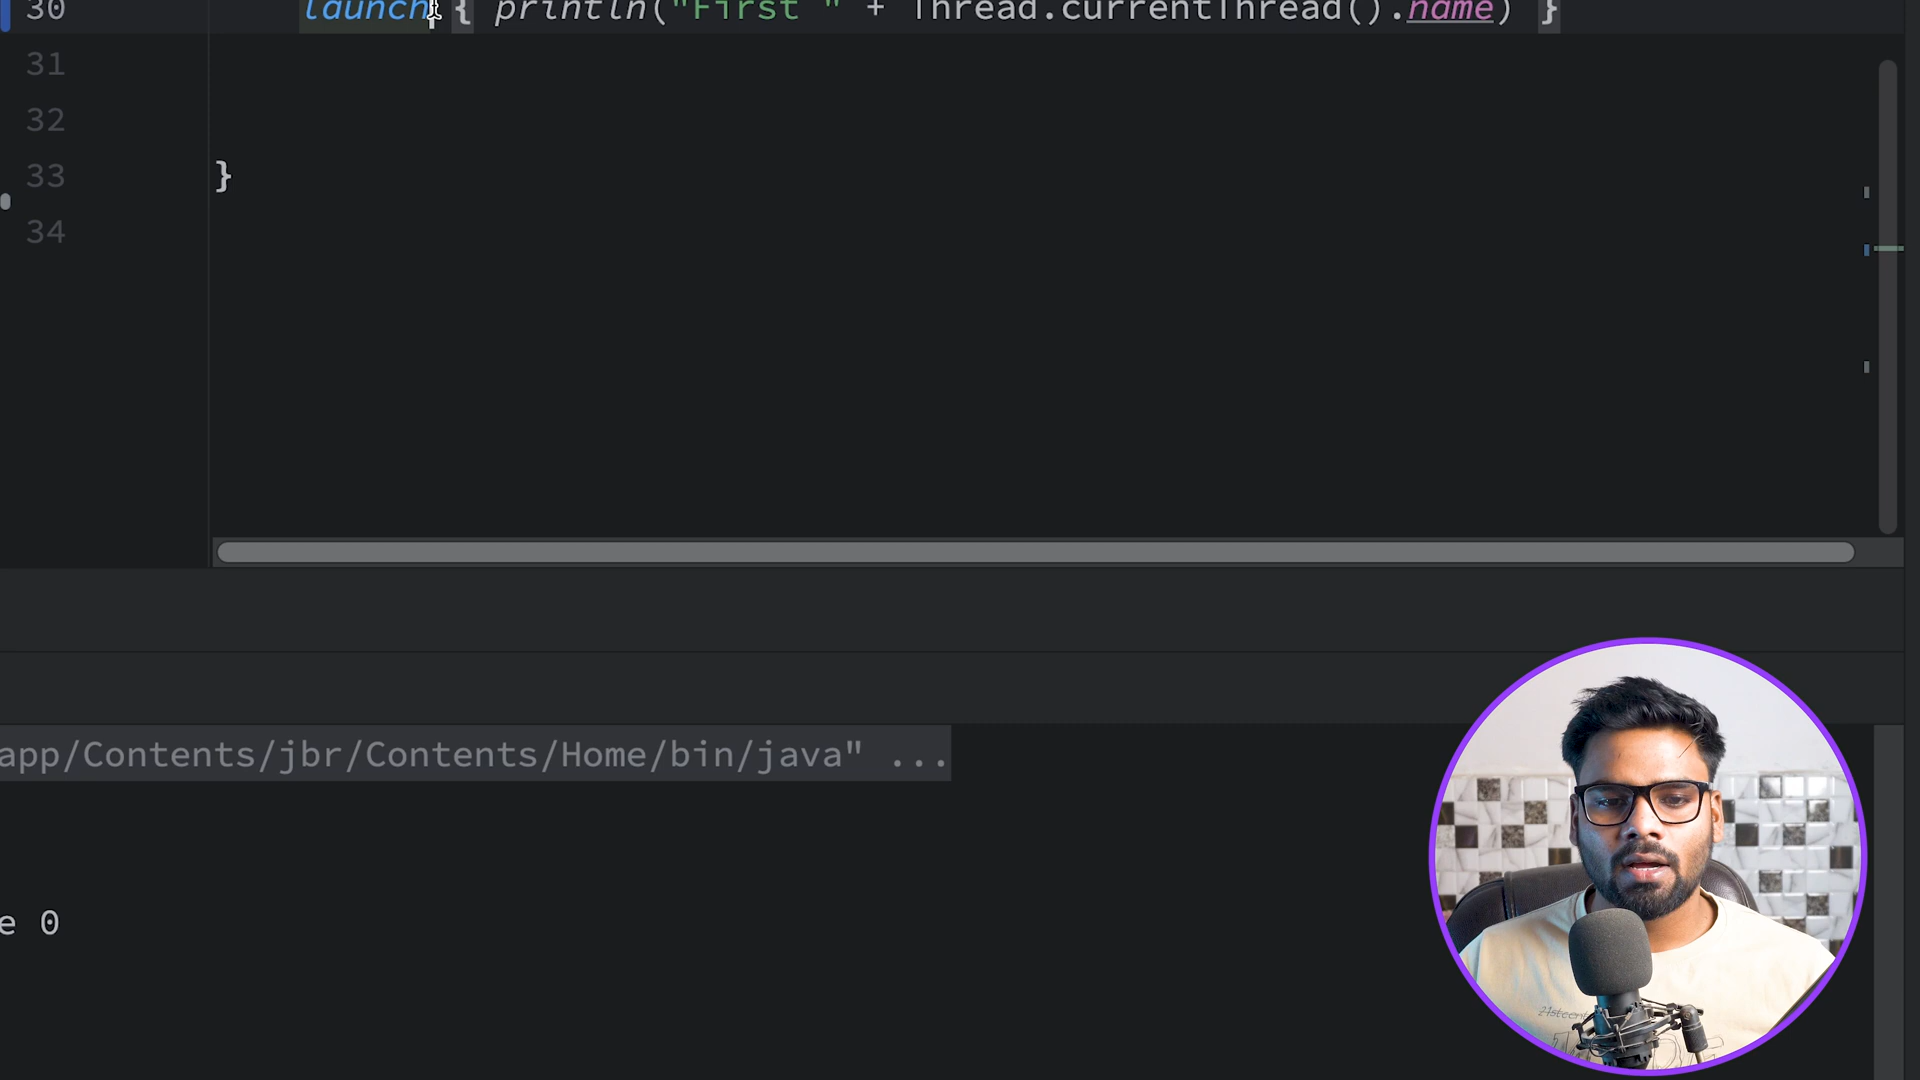 30 launch { println("First " + Thread.currentThread().name) }
31
32
33 }
34
app/Contents/jbr/Contents/Home/bin/java" ...
e 0